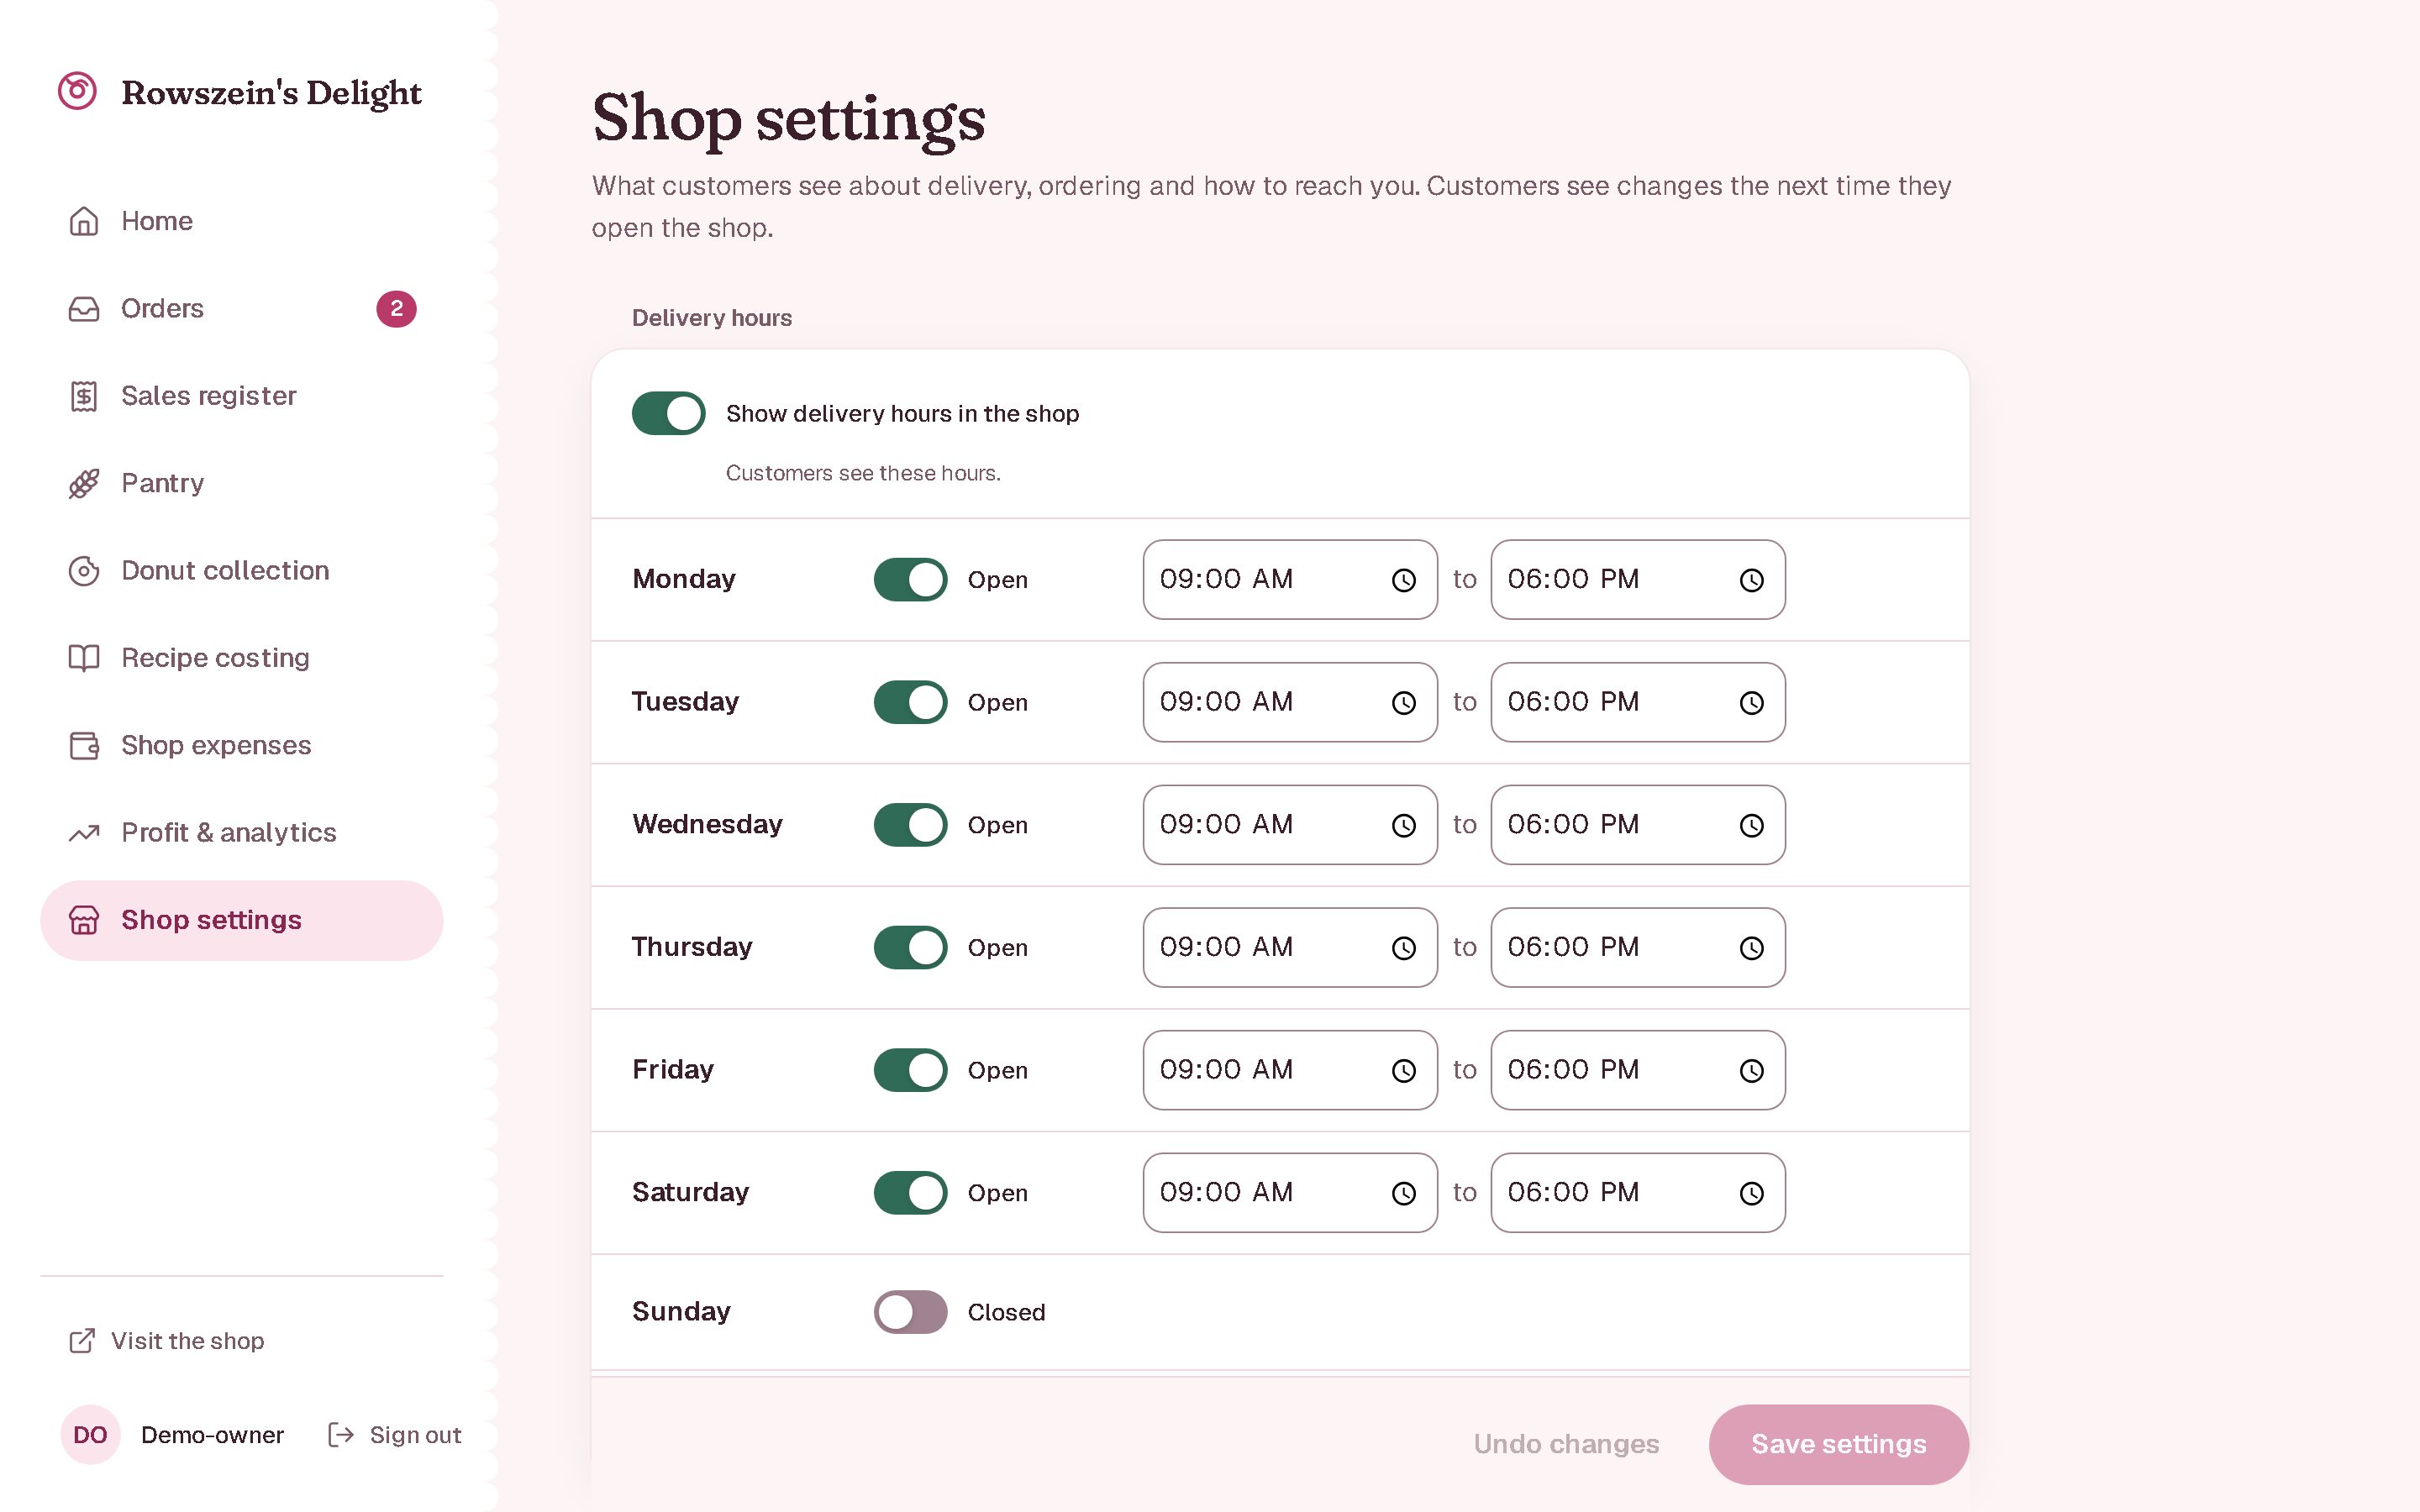 Rowszein's Delight
Home
Orders 2
Sales register
Pantry
Donut collection
Recipe costing
Shop expenses
Profit & analytics
Shop settings
Visit the shop
DO Demo-owner Sign out
Shop settings
What customers see about delivery, ordering and how to reach you. Customers see changes the next time they
open the shop.
Delivery hours
Show delivery hours in the shop
Customers see these hours.
Monday Open 09:00 AM to 06:00 PM
Tuesday Open 09:00 AM to 06:00 PM
Wednesday Open 09:00 AM to 06:00 PM
Thursday Open 09:00 AM to 06:00 PM
Friday Open 09:00 AM to 06:00 PM
Saturday Open 09:00 AM to 06:00 PM
Sunday Closed
Undo changes Save settings